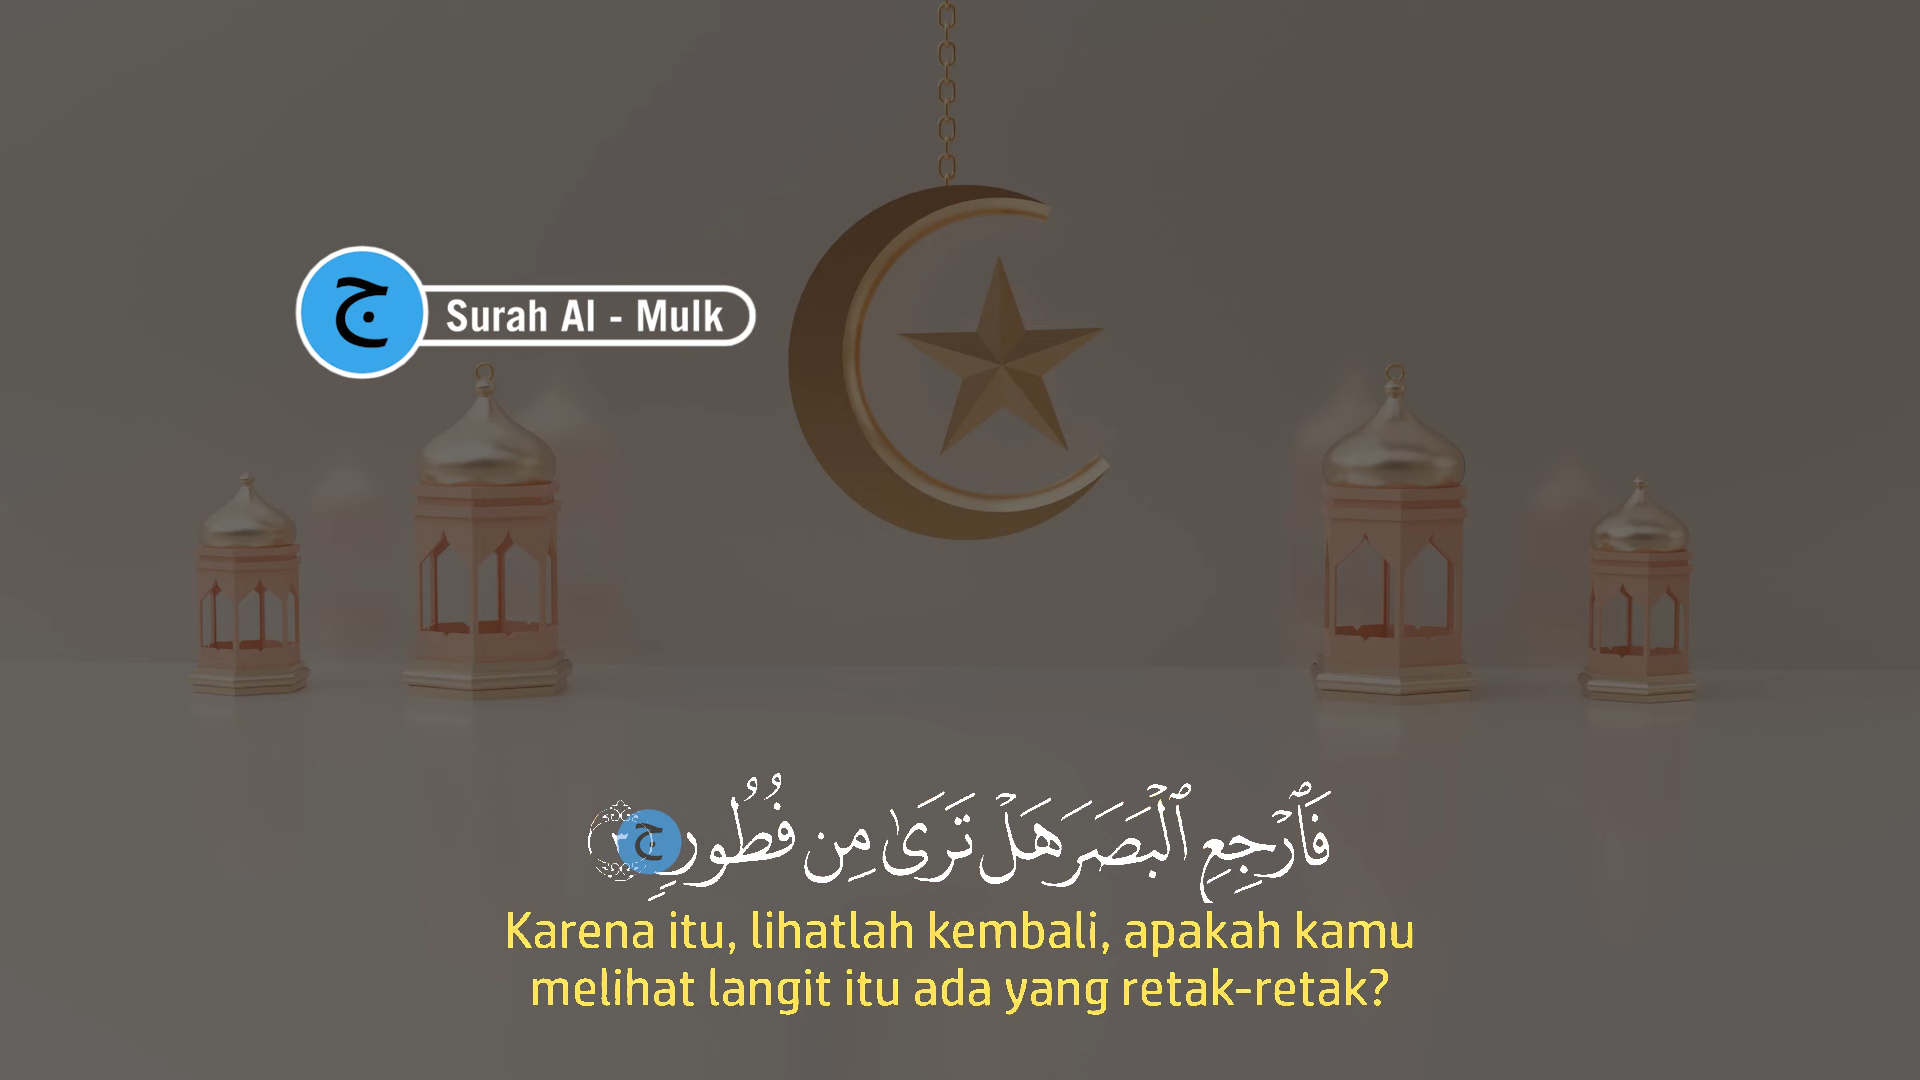 ج
Surah Al - Mulk
فَٱرْجِعِ ٱلْبَصَرَ هَلْ تَرَىٰ مِن فُطُورٍ ٣
ج
Karena itu, lihatlah kembali, apakah kamu
melihat langit itu ada yang retak-retak?